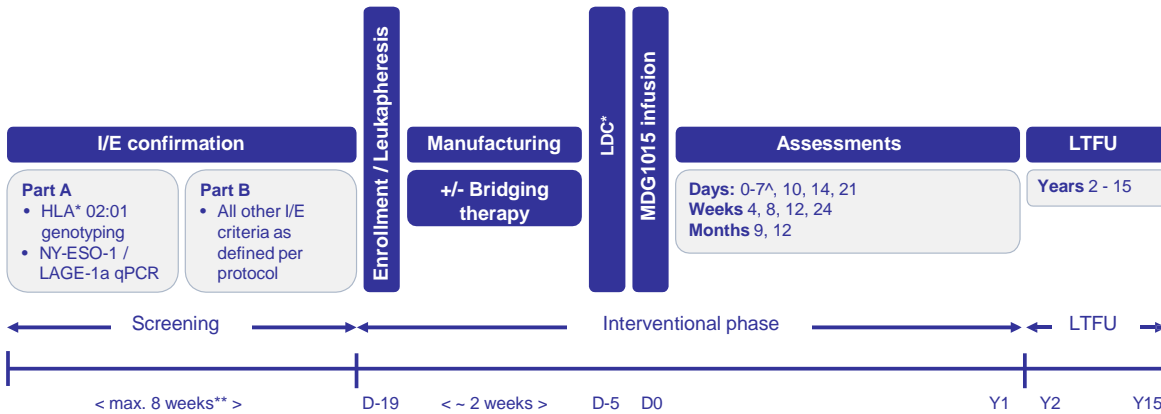 I/E confirmation
Part A
• HLA* 02:01
genotyping
• NY-ESO-1 /
LAGE-1a qPCR
Part B
• All other I/E
criteria as
defined per
protocol
Enrollment / Leukapheresis
Manufacturing
+/- Bridging
therapy
LDC*
MDG1015 infusion
Assessments
Days: 0-7^, 10, 14, 21
Weeks 4, 8, 12, 24
Months 9, 12
LTFU
Years 2 - 15
Screening
Interventional phase
LTFU
< max. 8 weeks** >
D-19
< ~ 2 weeks >
D-5
D0
Y1
Y2
Y15